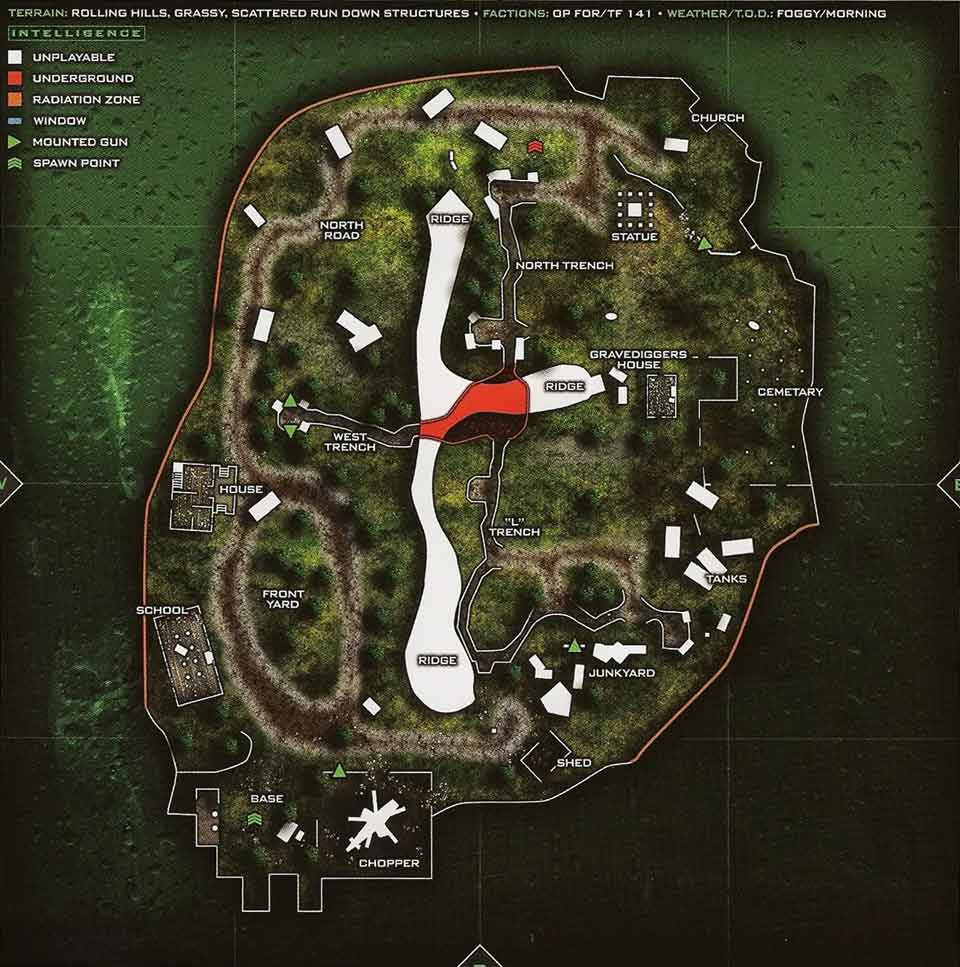 TERRAIN: ROLLING HILLS, GRASSY, SCATTERED RUN DOWN STRUCTURES • FACTIONS: OP FOR/TF 141 • WEATHER/T.O.D.: FOGGY/MORNING
INTELLIGENCE
UNPLAYABLE
UNDERGROUND
RADIATION ZONE
WINDOW
MOUNTED GUN
SPAWN POINT
CHURCH
RIDGE
NORTH
ROAD
STATUE
NORTH TRENCH
GRAVEDIGGERS
HOUSE
RIDGE
CEMETARY
WEST
TRENCH
HOUSE
"L"
TRENCH
TANKS
FRONT
YARD
SCHOOL
RIDGE
JUNKYARD
SHED
BASE
CHOPPER